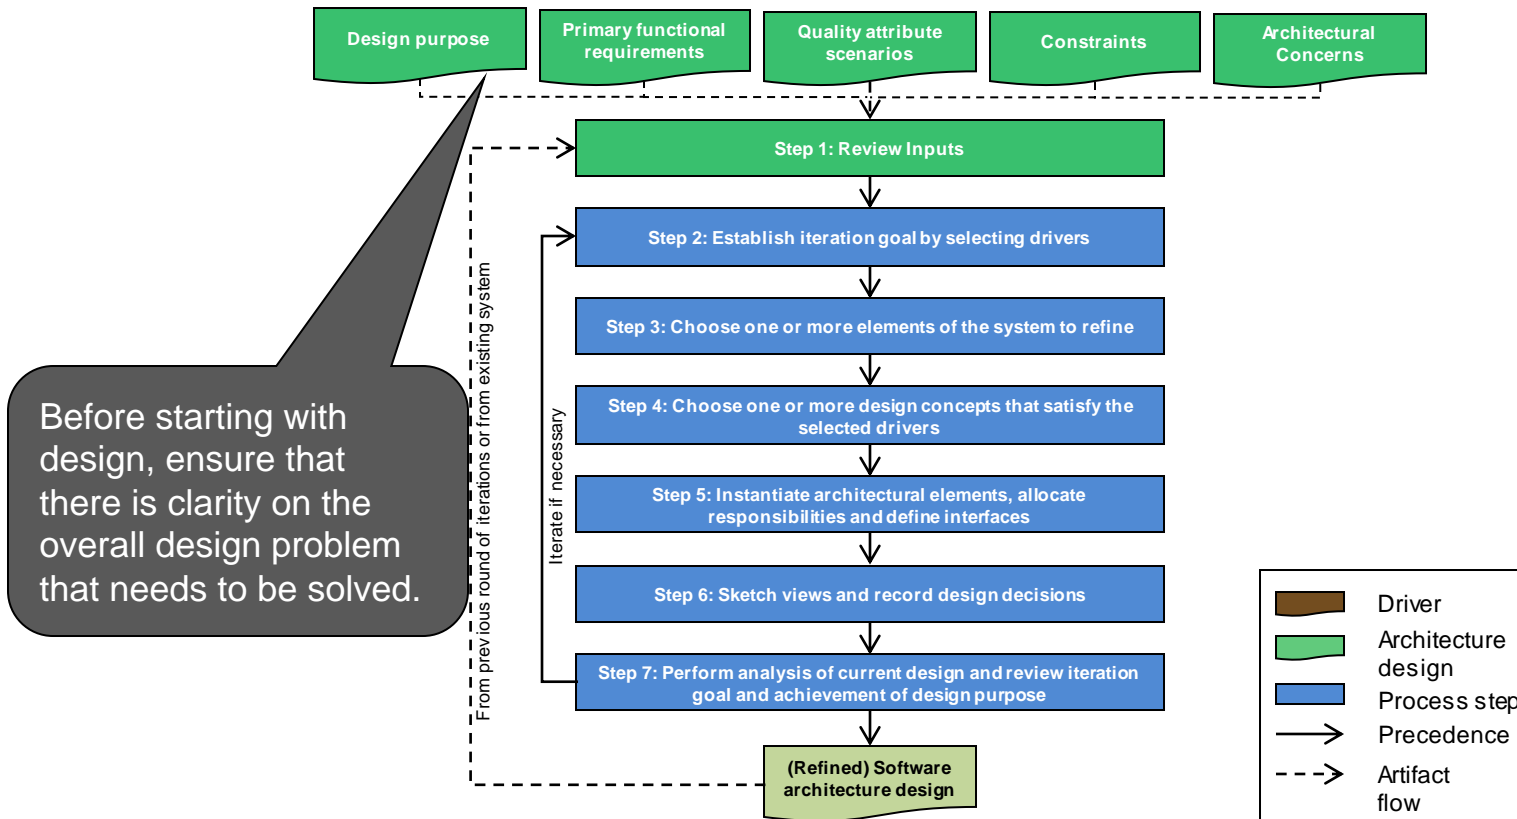 Design purpose
Primary functional
requirements
Quality attribute
scenarios
Constraints
Architectural
Concerns
Step 1: Review Inputs
Step 2: Establish iteration goal by selecting drivers
Step 3: Choose one or more elements of the system to refine
Step 4: Choose one or more design concepts that satisfy the
selected drivers
Step 5: Instantiate architectural elements, allocate
responsibilities and define interfaces
Step 6: Sketch views and record design decisions
Step 7: Perform analysis of current design and review iteration
goal and achievement of design purpose
(Refined) Software
architecture design
From previous round of iterations or from existing system
Iterate if necessary
Before starting with
design, ensure that
there is clarity on the
overall design problem
that needs to be solved.
Driver
Architecture
design
Process step
Precedence
Artifact
flow